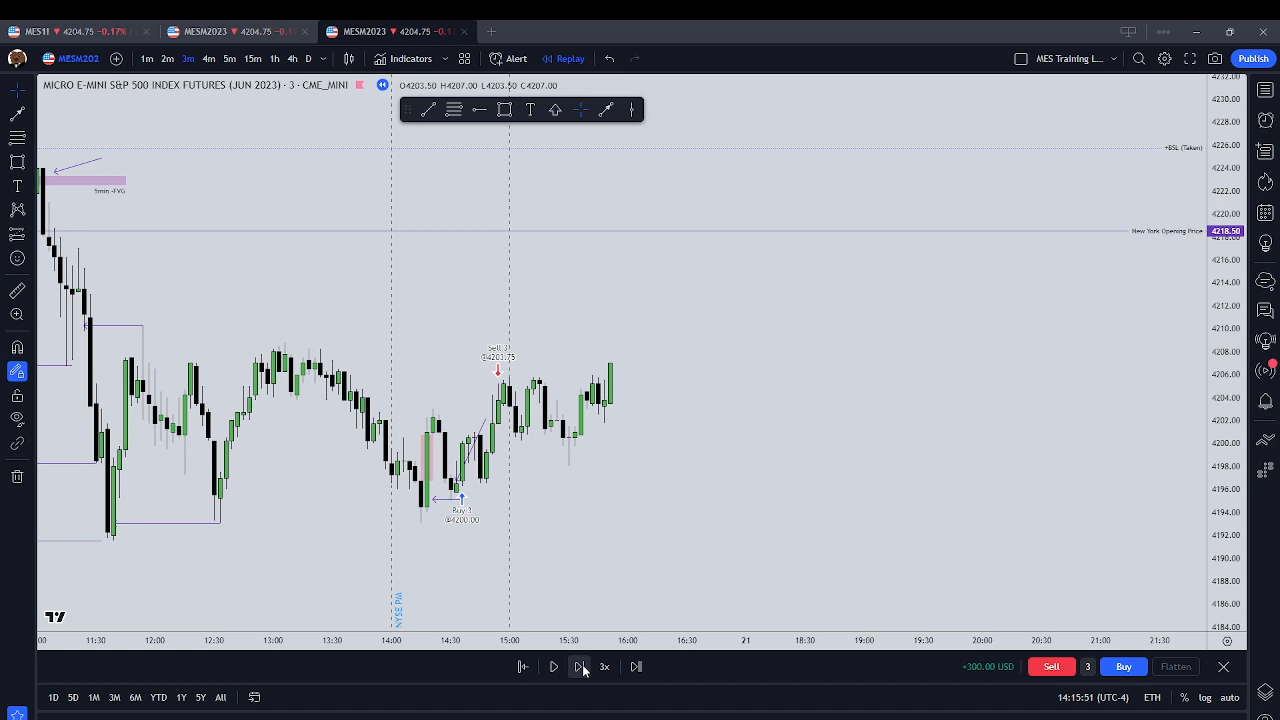 MES1! ▼ 4204.75 −0.17%
MESM2023 ▼ 4204.75
MESM2023 ▼ 4204.75
MESM202
1m 2m 3m 4m 5m 15m 1h 4h D
Indicators
Alert
Replay
MES Training L...
Publish
MICRO E-MINI S&P 500 INDEX FUTURES (JUN 2023) · 3 · CME_MINI
O4203.50 H4207.00 L4203.50 C4207.00
4232.00
4230.00
4228.00
4226.00
4224.00
4222.00
4220.00
4218.50
4216.00
4214.00
4212.00
4210.00
4208.00
4206.00
4204.00
4202.00
4200.00
4198.00
4196.00
4194.00
4192.00
4190.00
4188.00
4186.00
4184.00
+BSL (Taken)
New York Opening Price
5min -FVG
Sell 3
@4203.75
Buy 3
@4200.00
NYSE PM
:00 11:30 12:00 12:30 13:00 13:30 14:00 14:30 15:00 15:30 16:00 16:30 21 18:30 19:00 19:30 20:00 20:30 21:00 21:30
3x
+300.00 USD
Sell
3
Buy
Flatten
1D 5D 1M 3M 6M YTD 1Y 5Y All
14:15:51 (UTC-4)
ETH
% log auto